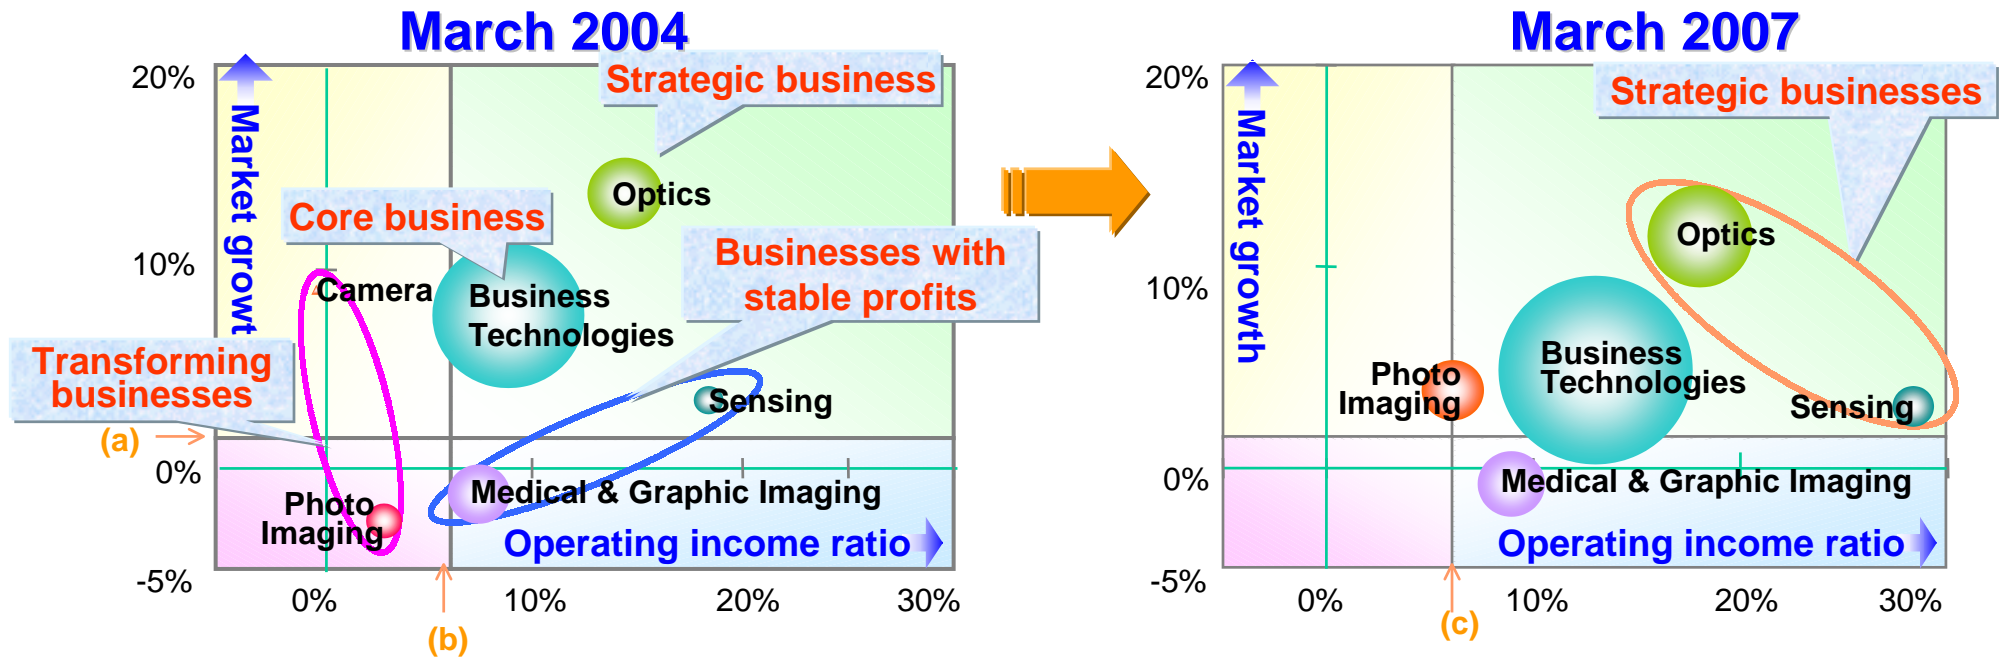 March 2004
20%
Strategic business
Market growt
Optics
Core business
10%
Businesses with
stable profits
Camera
Business
Technologies
Transforming
businesses
Sensing
(a)
0%
Medical & Graphic Imaging
Photo
Imaging
Operating income ratio
-5%
0%
10%
20%
30%
(b)
March 2007
20%
Strategic businesses
Market growth
Optics
10%
Business
Technologies
Photo
Imaging
Sensing
0%
Medical & Graphic Imaging
Operating income ratio
-5%
0%
10%
20%
30%
(c)